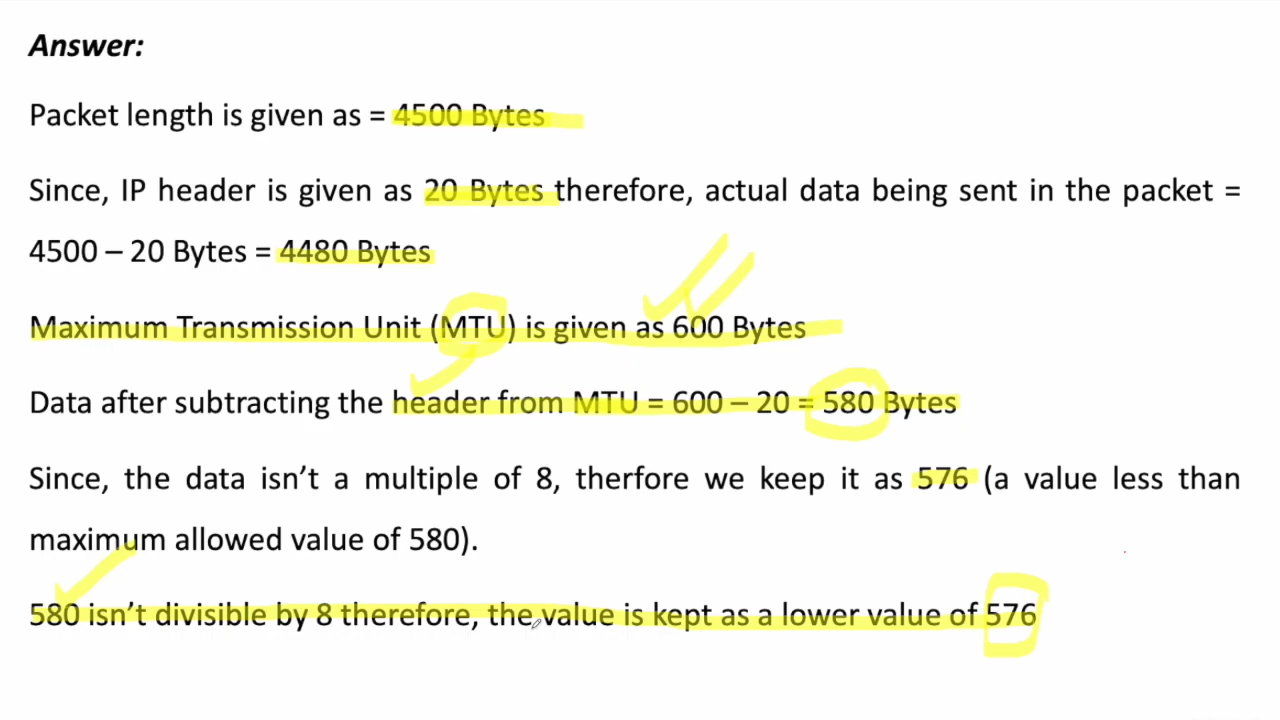 Answer:
Packet length is given as = 4500 Bytes
Since, IP header is given as 20 Bytes therefore, actual data being sent in the packet =
4500 – 20 Bytes = 4480 Bytes
Maximum Transmission Unit (MTU) is given as 600 Bytes
Data after subtracting the header from MTU = 600 – 20 = 580 Bytes
Since, the data isn’t a multiple of 8, therfore we keep it as 576 (a value less than
maximum allowed value of 580).
580 isn’t divisible by 8 therefore, the value is kept as a lower value of 576